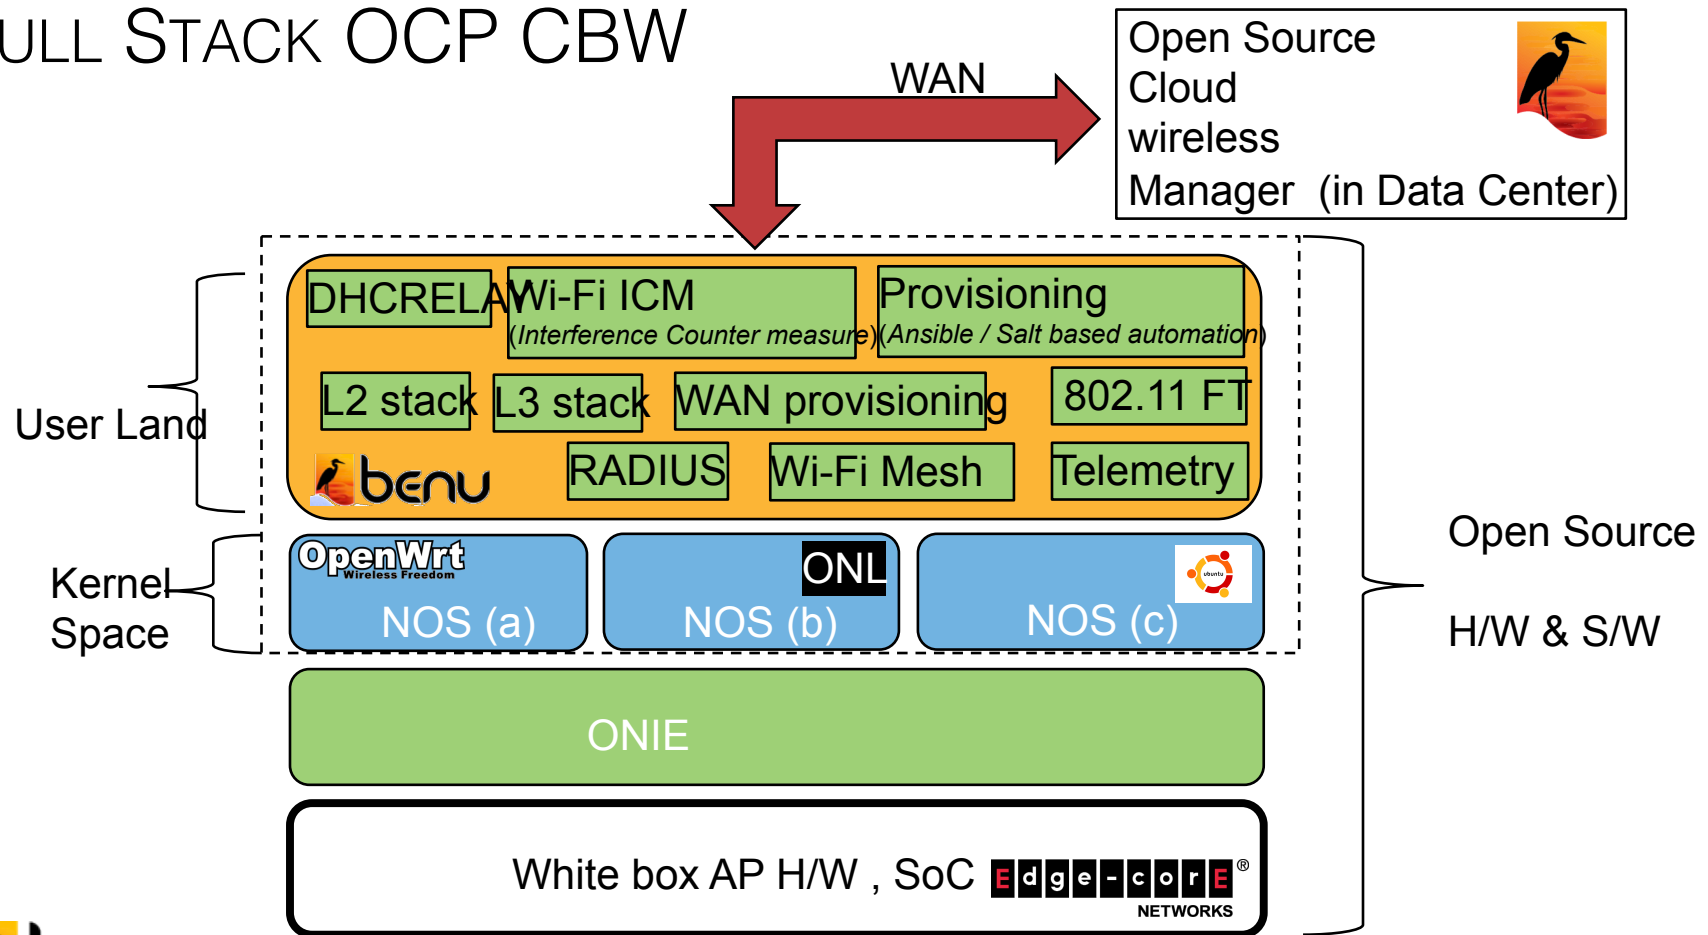 ULL STACK OCP CBW
WAN
Open Source
Cloud
wireless
Manager (in Data Center)
DHCRELAY
Wi-Fi ICM
(Interference Counter measure)
Provisioning
(Ansible / Salt based automation)
L2 stack
L3 stack
WAN provisioning
802.11 FT
benu
RADIUS
Wi-Fi Mesh
Telemetry
User Land
OpenWrt
Wireless Freedom
NOS (a)
ONL
NOS (b)
ubuntu
NOS (c)
Kernel
Space
Open Source
H/W & S/W
ONIE
White box AP H/W , SoC
Edge-corE®
NETWORKS